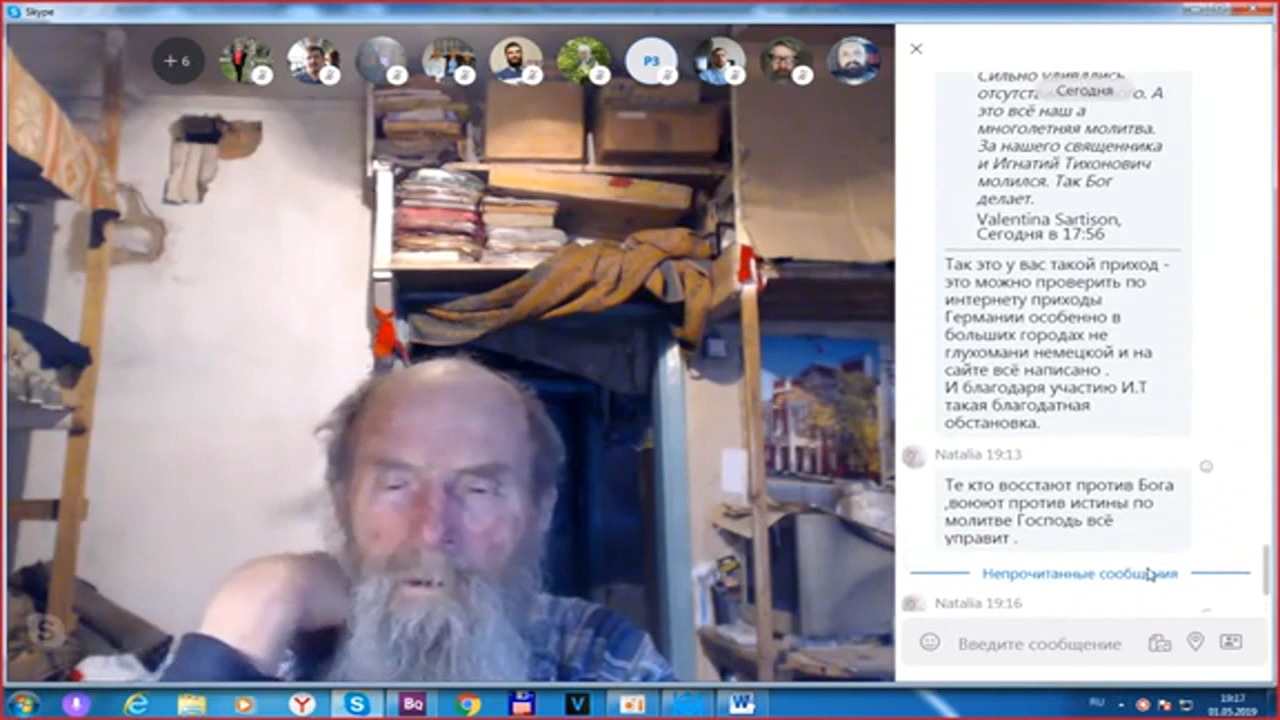 Skype
+ 6
РЗ
Сильно удивались
Сегодня
отсутст о. А
это всё наш а
многолетняя молитва.
За нашего священника
и Игнатий Тихонович
молился. Так Бог
делает.
Valentina Sartison,
Сегодня в 17:56
Так это у вас такой приход -
это можно проверить по
интернету приходы
Германии особенно в
больших городах не
глухомани немецкой и на
сайте всё написано .
И благодаря участию И.Т
такая благодатная
обстановка.
Natalia 19:13
Те кто восстают против Бога
,воюют против истины по
молитве Господь всё
управит .
Непрочитанные сообщения
Natalia 19:16
Введите сообщение
RU
19:17
01.05.2019